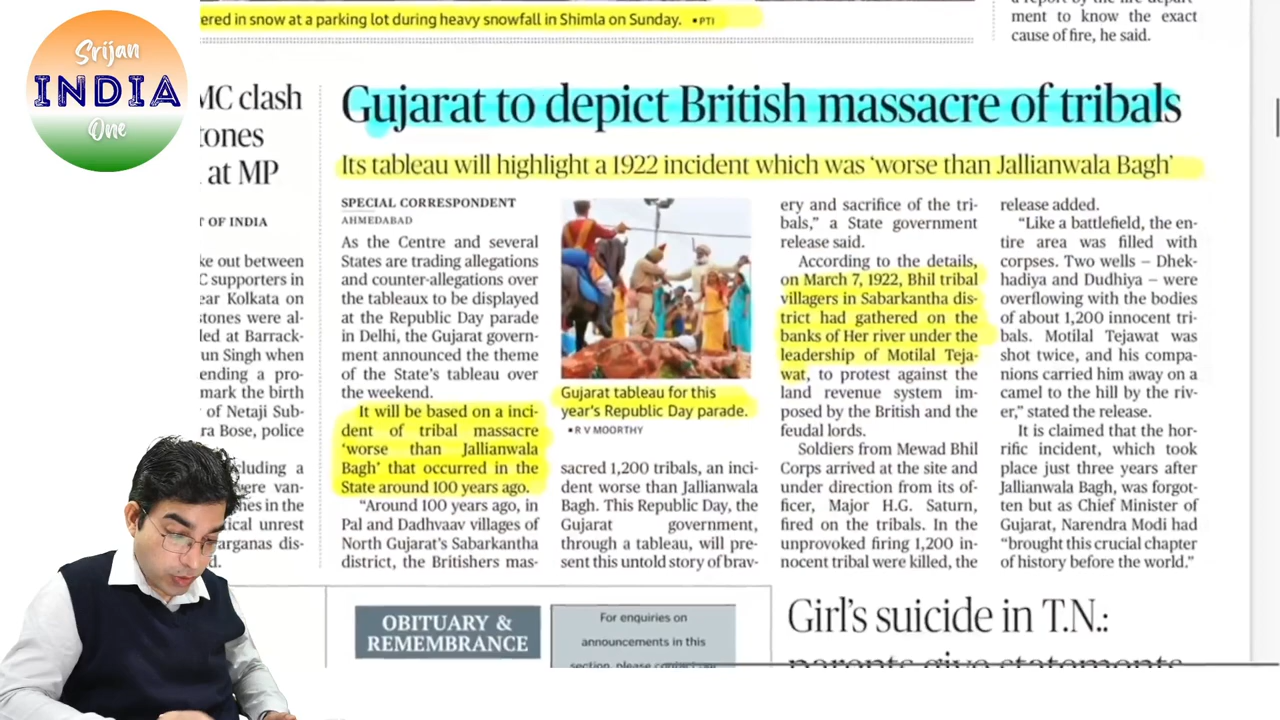 Srijan
INDIA
One
ered in snow at a parking lot during heavy snowfall in Shimla on Sunday. •PTI
ment to know the exact
cause of fire, he said.
MC clash
tones
at MP
T OF INDIA
ke out between
C supporters in
ear Kolkata on
stones were al-
led at Barrack-
un Singh when
ending a pro-
mark the birth
of Netaji Sub-
ra Bose, police
cluding a
ere van-
hes in the
rical unrest
arganas dis-
d.
Gujarat to depict British massacre of tribals
Its tableau will highlight a 1922 incident which was ‘worse than Jallianwala Bagh’
SPECIAL CORRESPONDENT
AHMEDABAD
As the Centre and several
States are trading allegations
and counter-allegations over
the tableaux to be displayed
at the Republic Day parade
in Delhi, the Gujarat govern-
ment announced the theme
of the State’s tableau over
the weekend.
It will be based on a inci-
dent of tribal massacre
‘worse than Jallianwala
Bagh’ that occurred in the
State around 100 years ago.
“Around 100 years ago, in
Pal and Dadhvaav villages of
North Gujarat’s Sabarkantha
district, the Britishers mas-
Gujarat tableau for this
year’s Republic Day parade.
•R V MOORTHY
sacred 1,200 tribals, an inci-
dent worse than Jallianwala
Bagh. This Republic Day, the
Gujarat government,
through a tableau, will pre-
sent this untold story of brav-
ery and sacrifice of the tri-
bals,” a State government
release said.
According to the details,
on March 7, 1922, Bhil tribal
villagers in Sabarkantha dis-
trict had gathered on the
banks of Her river under the
leadership of Motilal Teja-
wat, to protest against the
land revenue system im-
posed by the British and the
feudal lords.
Soldiers from Mewad Bhil
Corps arrived at the site and
under direction from its of-
ficer, Major H.G. Saturn,
fired on the tribals. In the
unprovoked firing 1,200 in-
nocent tribal were killed, the
release added.
“Like a battlefield, the en-
tire area was filled with
corpses. Two wells – Dhek-
hadiya and Dudhiya – were
overflowing with the bodies
of about 1,200 innocent tri-
bals. Motilal Tejawat was
shot twice, and his compa-
nions carried him away on a
camel to the hill by the riv-
er,” stated the release.
It is claimed that the hor-
rific incident, which took
place just three years after
Jallianwala Bagh, was forgot-
ten but as Chief Minister of
Gujarat, Narendra Modi had
“brought this crucial chapter
of history before the world.”
OBITUARY &
REMEMBRANCE
For enquiries on
announcements in this
section, please contact
Girl’s suicide in T.N.:
parents give statements